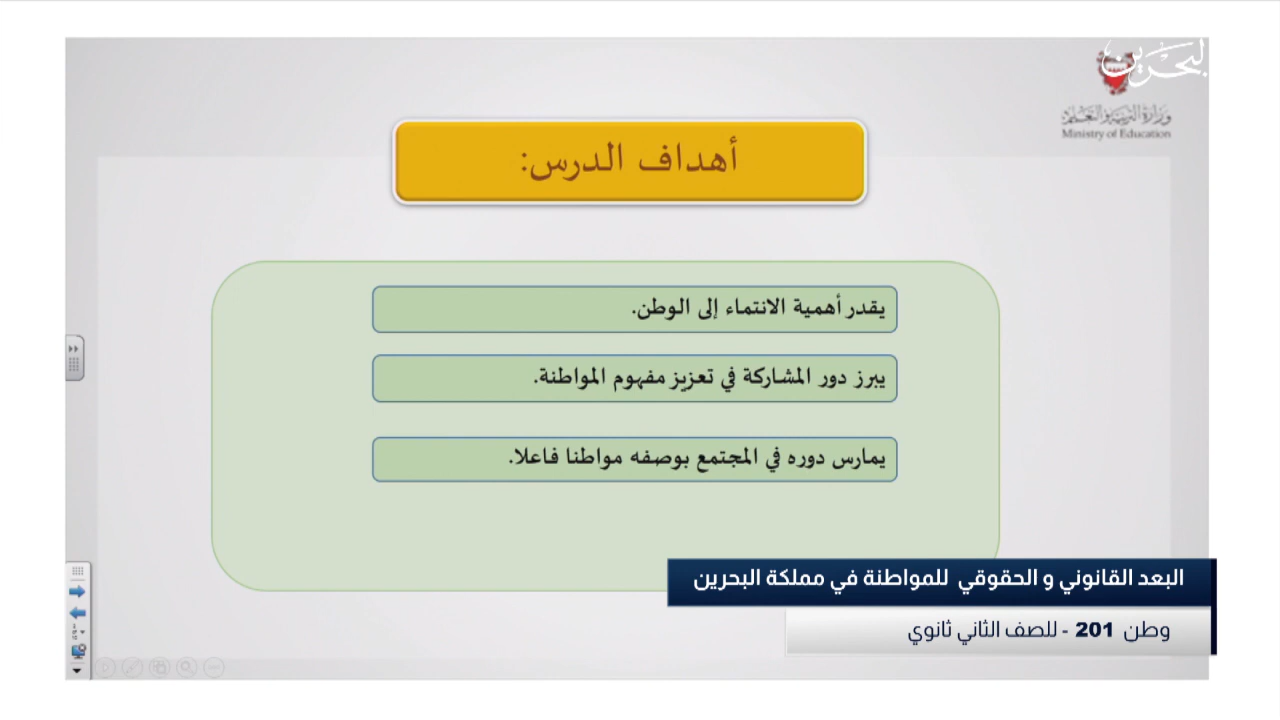 البحرين
وزارة التربية والتعليم
Ministry of Education
أهداف الدرس:
يقدر أهمية الانتماء إلى الوطن.
يبرز دور المشاركة في تعزيز مفهوم المواطنة.
يمارس دوره في المجتمع بوصفه مواطنا فاعلا.
البعد القانوني و الحقوقي للمواطنة في مملكة البحرين
وطن 201 - للصف الثاني ثانوي